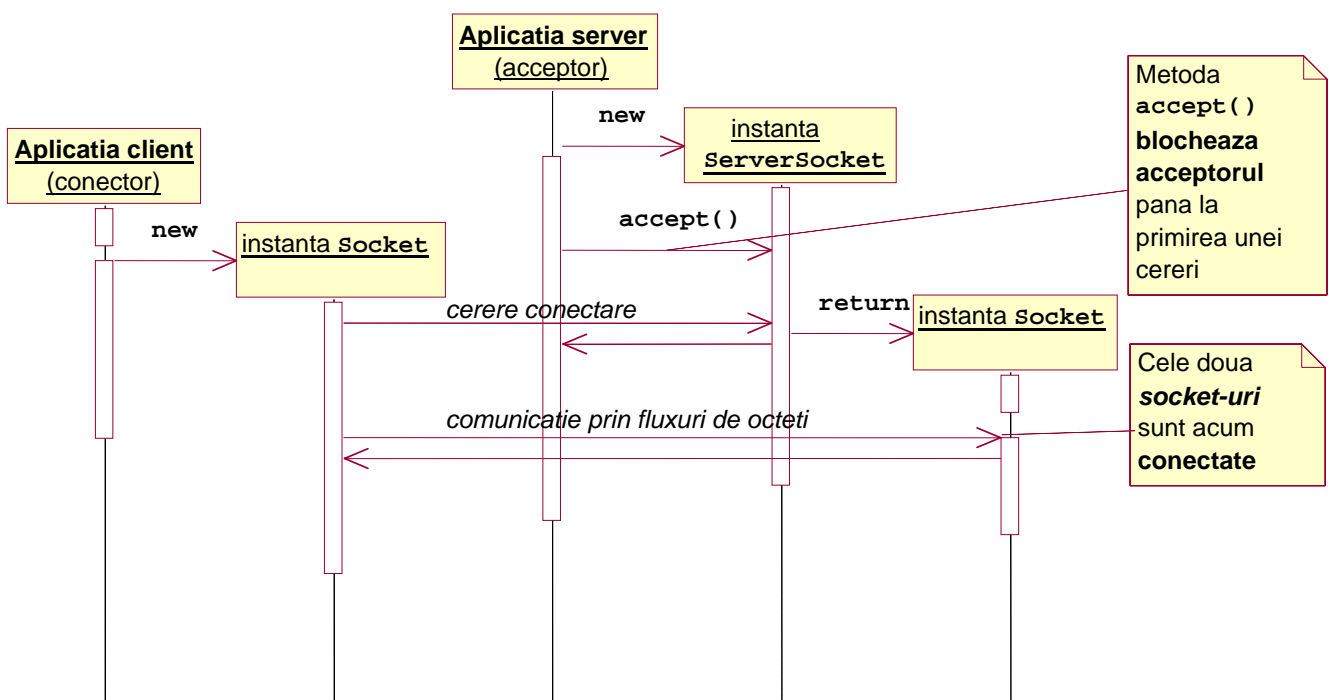 Aplicatia server
(acceptor)
new
instanta
ServerSocket
Metoda
accept()
blocheaza
acceptorul
pana la
primirea unei
cereri
Aplicatia client
(conector)
new
instanta Socket
accept()
cerere conectare
return
instanta Socket
Cele doua
socket-uri
sunt acum
conectate
comunicatie prin fluxuri de octeti